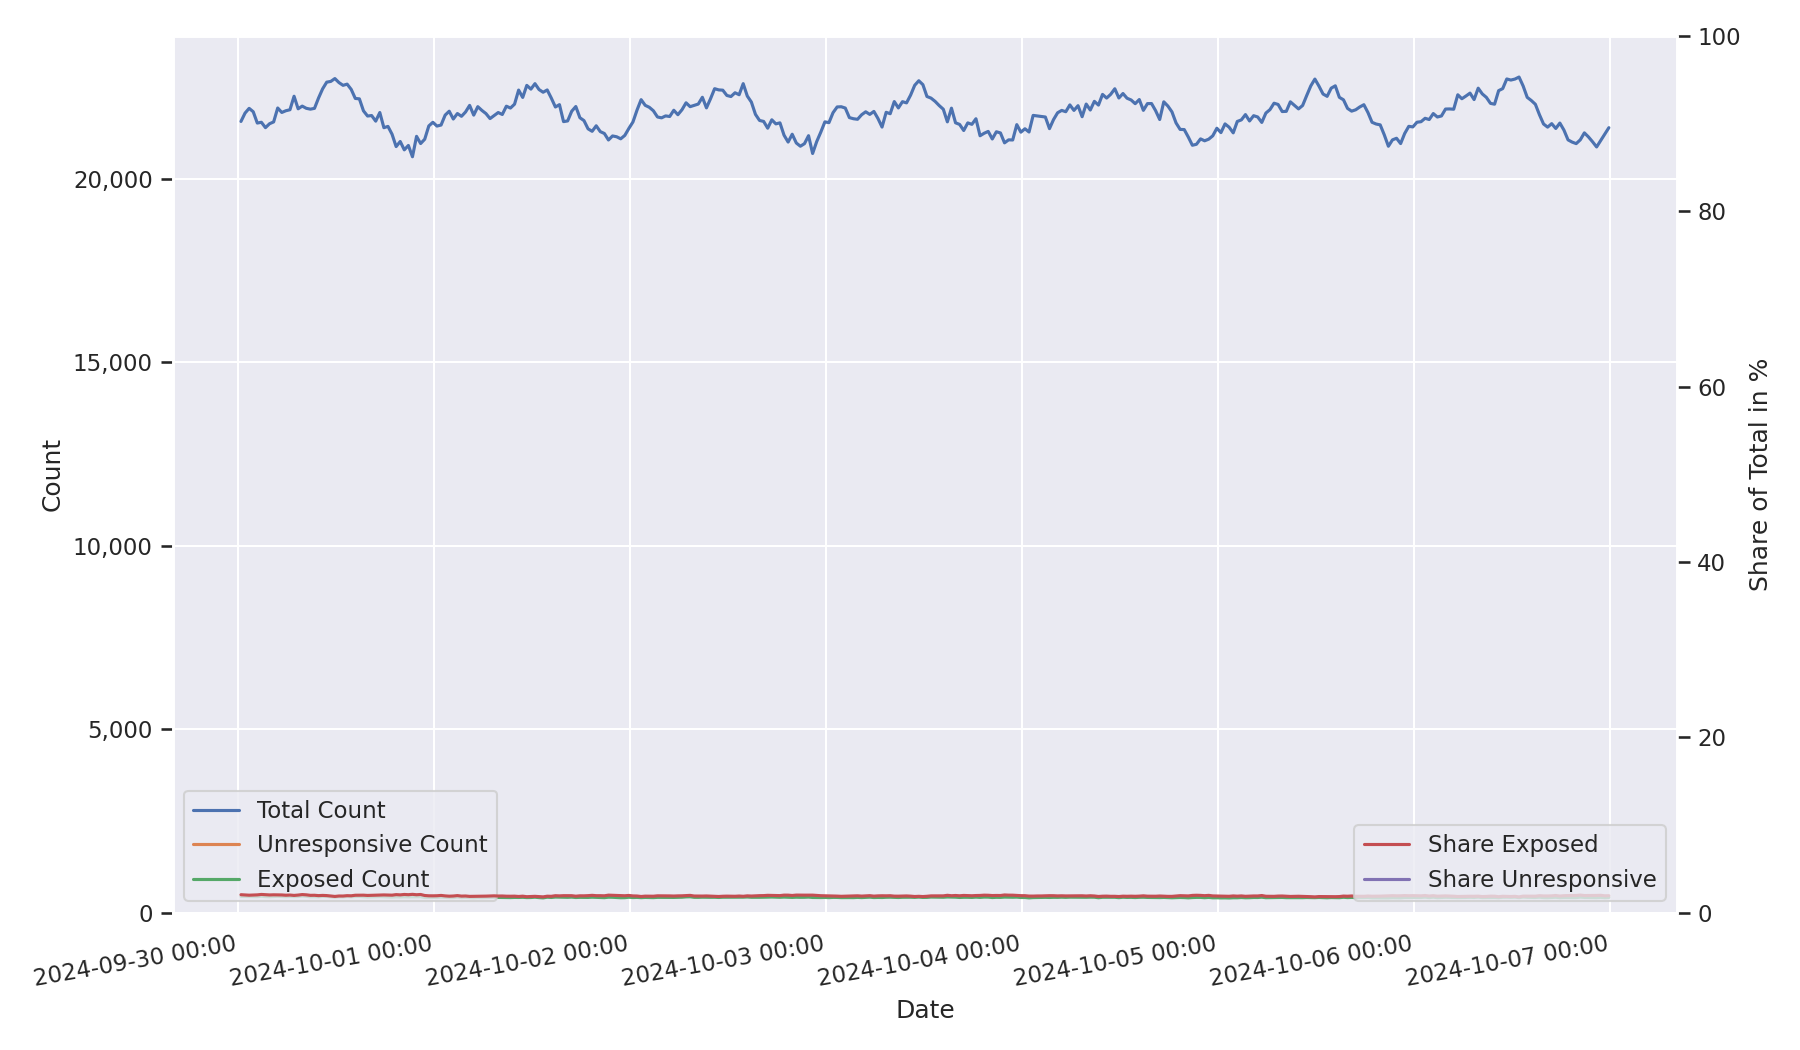 100
80
60
40
20
0
Share of Total in %
20,000
15,000
10,000
5,000
0
Count
Total Count
Unresponsive Count
Exposed Count
Share Exposed
Share Unresponsive
2024-09-30 00:00
2024-10-01 00:00
2024-10-02 00:00
2024-10-03 00:00
2024-10-04 00:00
2024-10-05 00:00
2024-10-06 00:00
2024-10-07 00:00
Date